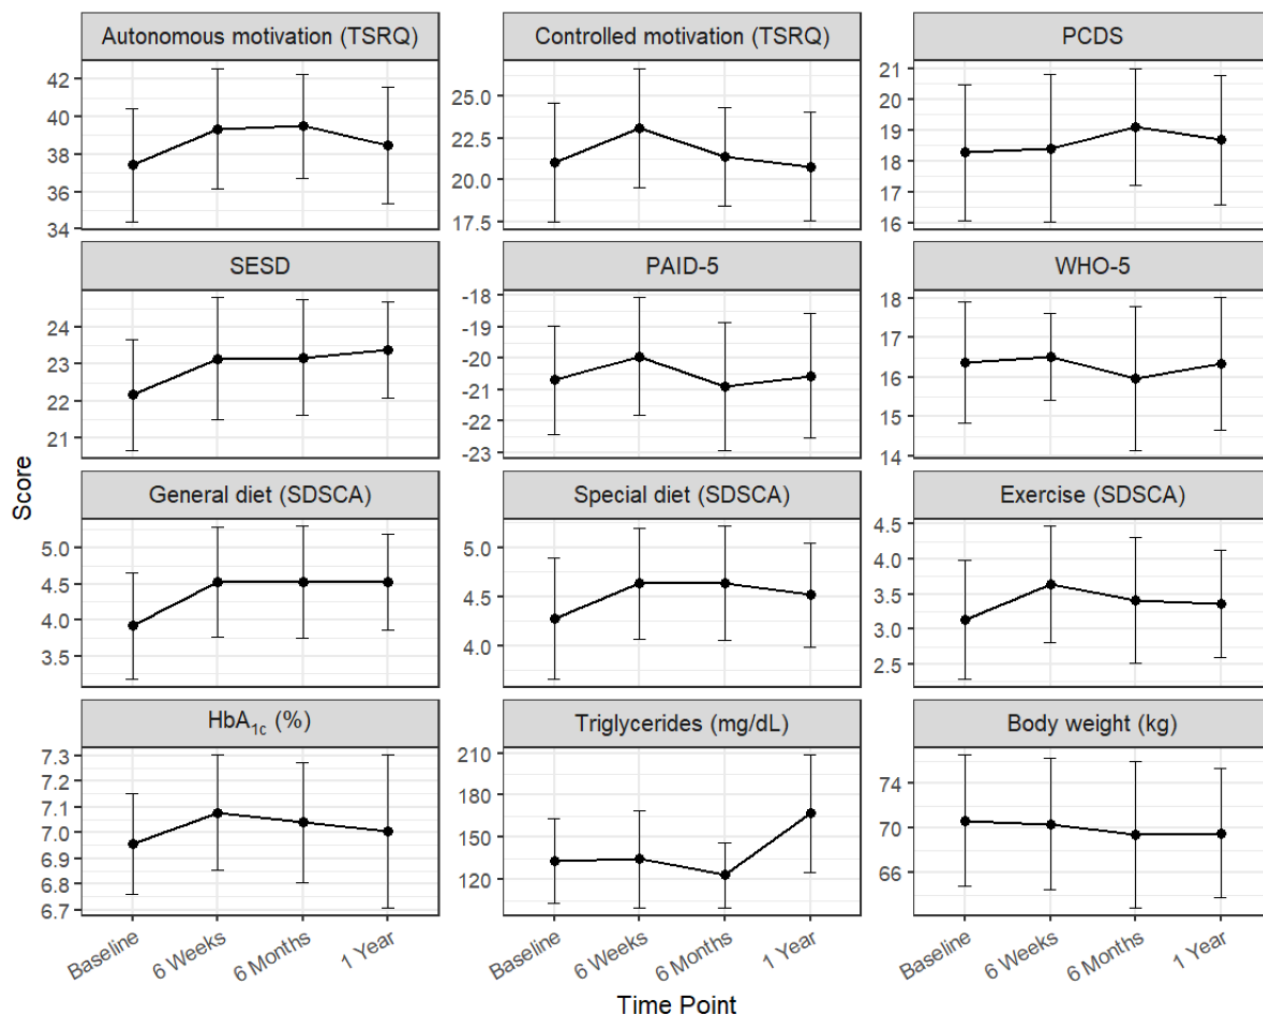 Autonomous motivation (TSRQ)
Controlled motivation (TSRQ)
PCDS
42
40
38
36
34
25.0
22.5
20.0
17.5
21
20
19
18
17
16
SESD
PAID-5
WHO-5
24
23
22
21
-18
-19
-20
-21
-22
-23
18
17
16
15
14
Score
General diet (SDSCA)
Special diet (SDSCA)
Exercise (SDSCA)
5.0
4.5
4.0
3.5
5.0
4.5
4.0
4.5
4.0
3.5
3.0
2.5
HbA1c (%)
Triglycerides (mg/dL)
Body weight (kg)
7.3
7.2
7.1
7.0
6.9
6.8
6.7
210
180
150
120
74
70
66
Baseline
6 Weeks
6 Months
1 Year
Baseline
6 Weeks
6 Months
1 Year
Baseline
6 Weeks
6 Months
1 Year
Time Point